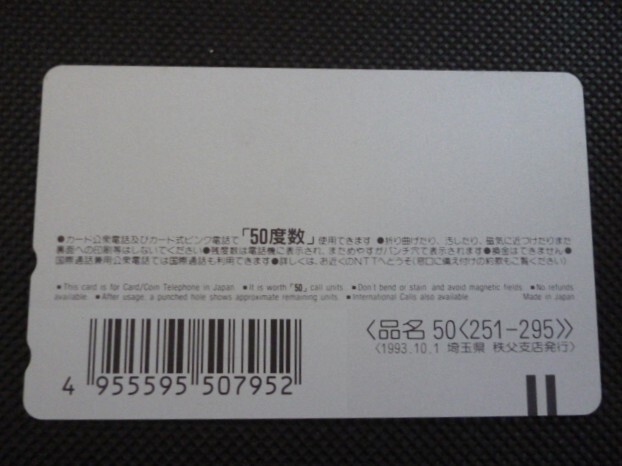 ●カード公衆電話及びカード式ピンク電話で「50度数」使用できます ●折り曲げたり、汚したり、磁気に近づけたりまた
裏面への印刷等はしないでください●残度数は電話機に表示され、まためやすがパンチ穴で表示されます●換金はできません●
国際通話兼用公衆電話では国際通話も利用できます●詳しくは、お近くのNTTへどうぞ（窓口に備え付けの約款もご覧ください）
● This card is for Card/Coin Telephone in Japan. ● It is worth「50」call units ● Don't bend or stain and avoid magnetic fields ● No refunds
available. ● After usage, a punched hole shows approximate remaining units. ● International Calls also available Made in Japan
〈品名 50〈251-295〉〉
〈1993.10.1 埼玉県 秩父支店発行〉
4 955595 507952